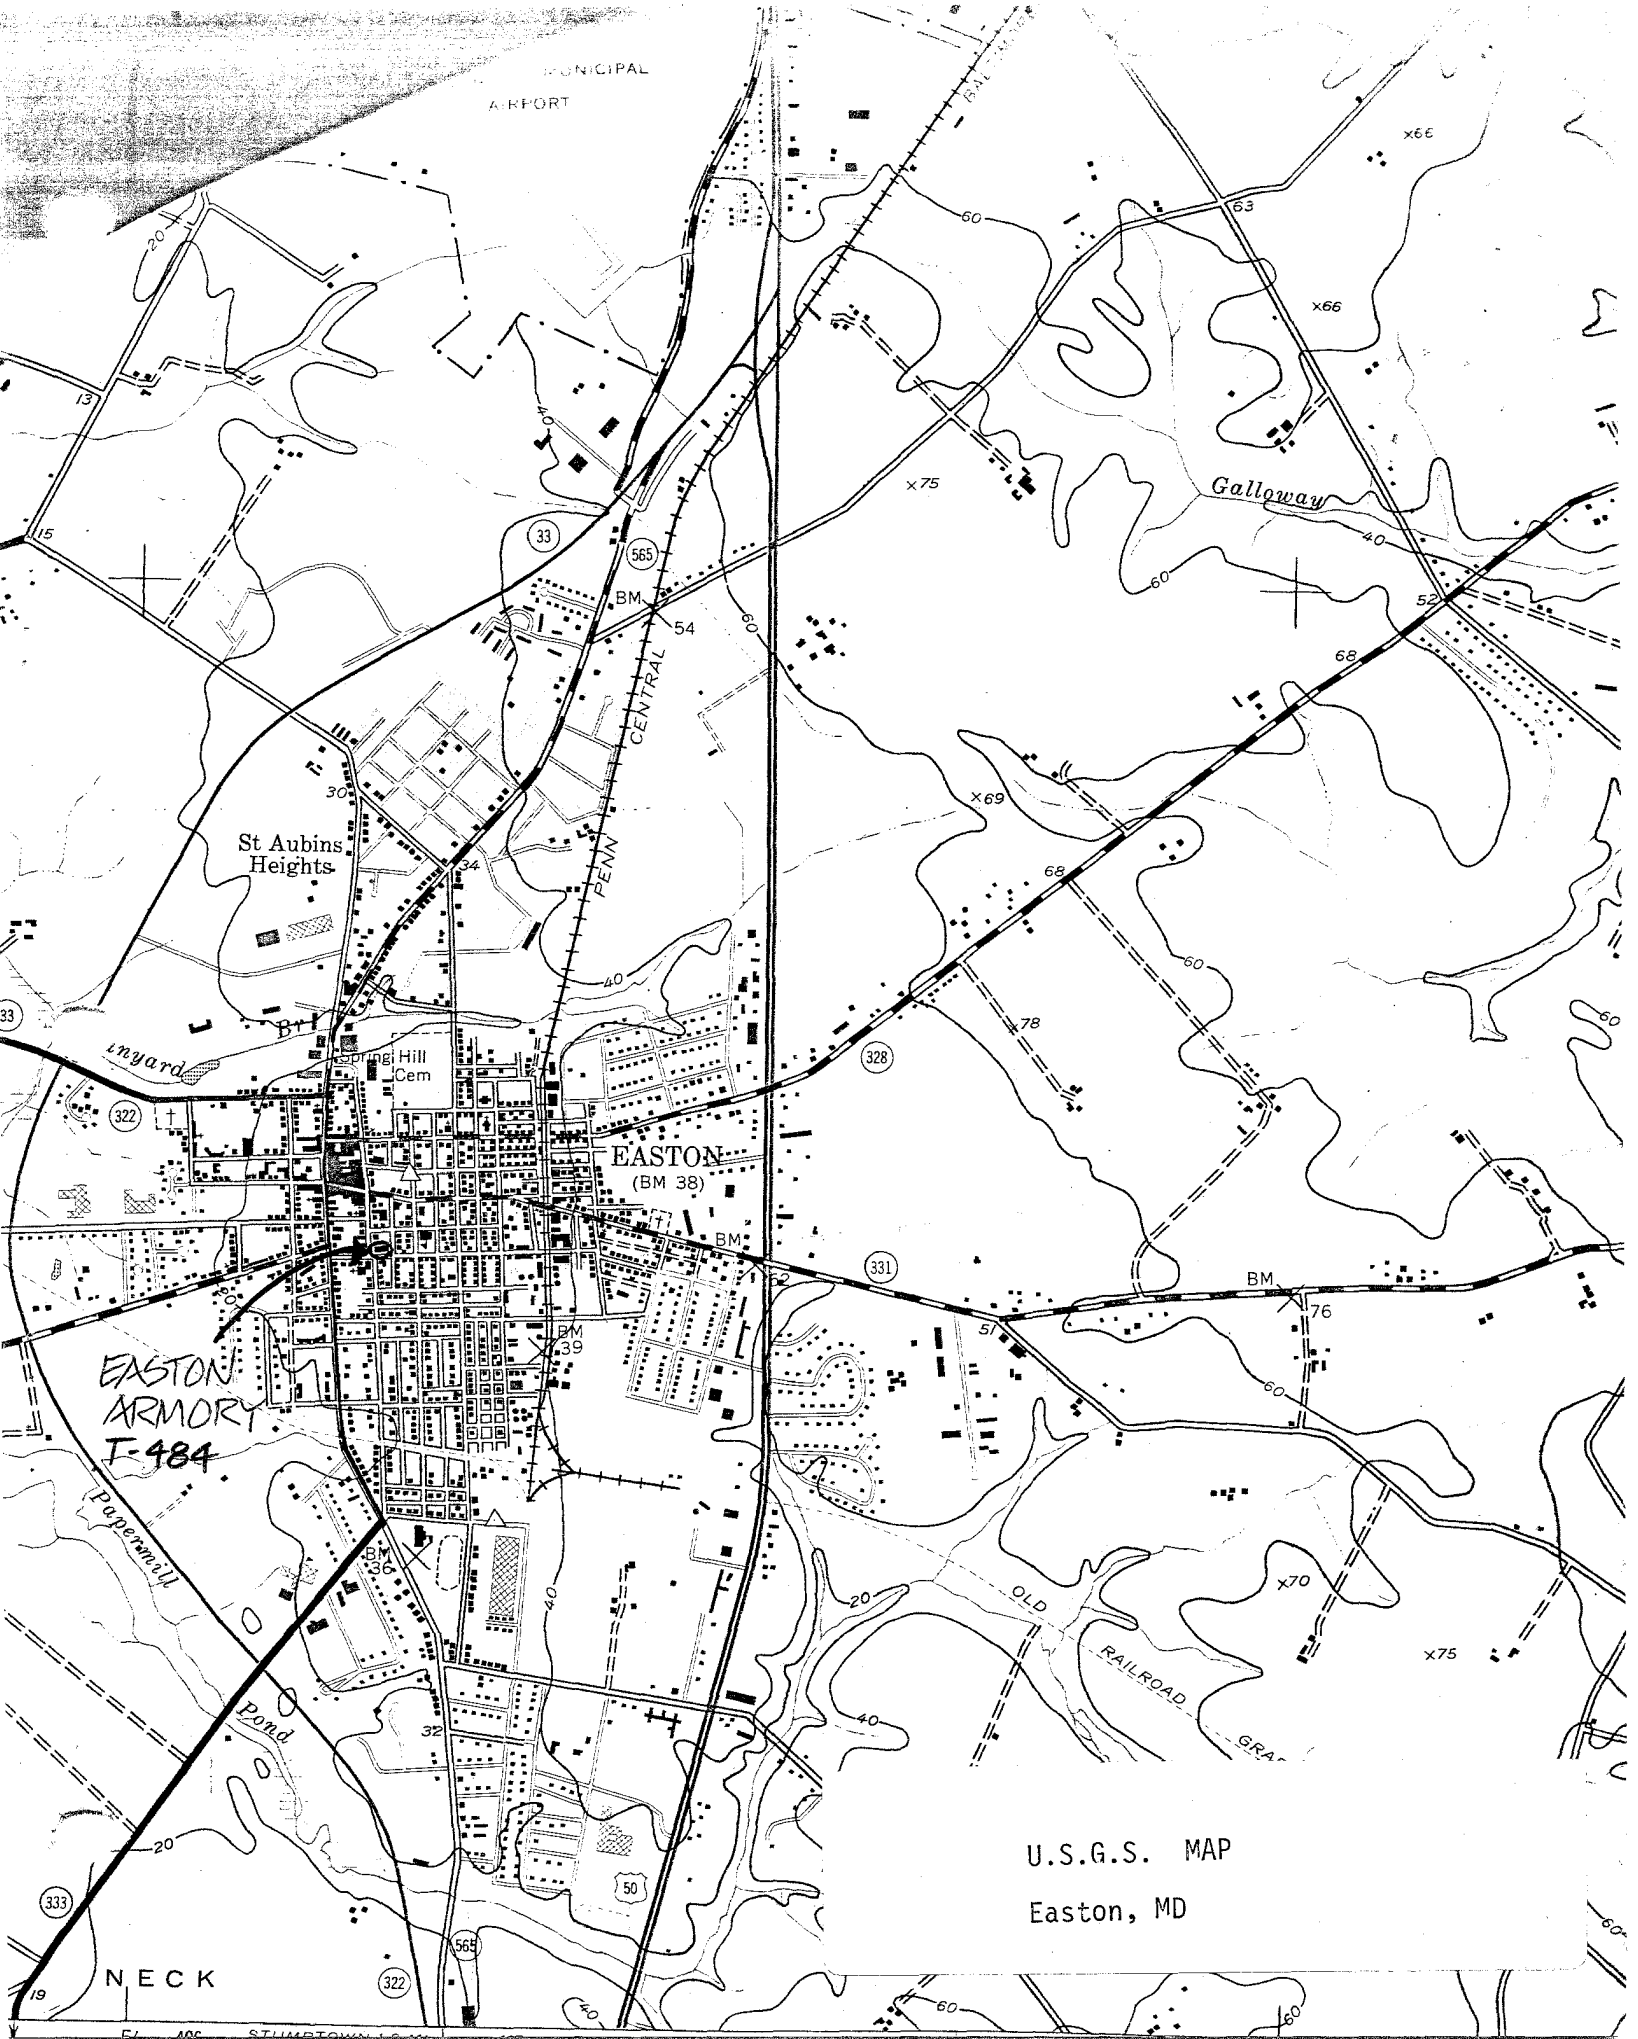 MUNICIPAL
AIRPORT
20
60
63
x66
x66
13
40
15
33
565
x75
Galloway
40
60
BM
54
60
52
68
CENTRAL
30
x69
St Aubins
Heights
34
PENN
68
40
60
78
33
Br
Spring Hill
Cem
328
60
322
EASTON
(BM 38)
BM
331
BM
62
76
51
BM
39
60
EASTON
ARMORY
T-484
Papermill
BM
36
40
20
OLD
x70
RAILROAD
x75
Pond
32
40
20
U.S.G.S. MAP
50
Easton, MD
333
565
60
NECK
322
19
40
60
60